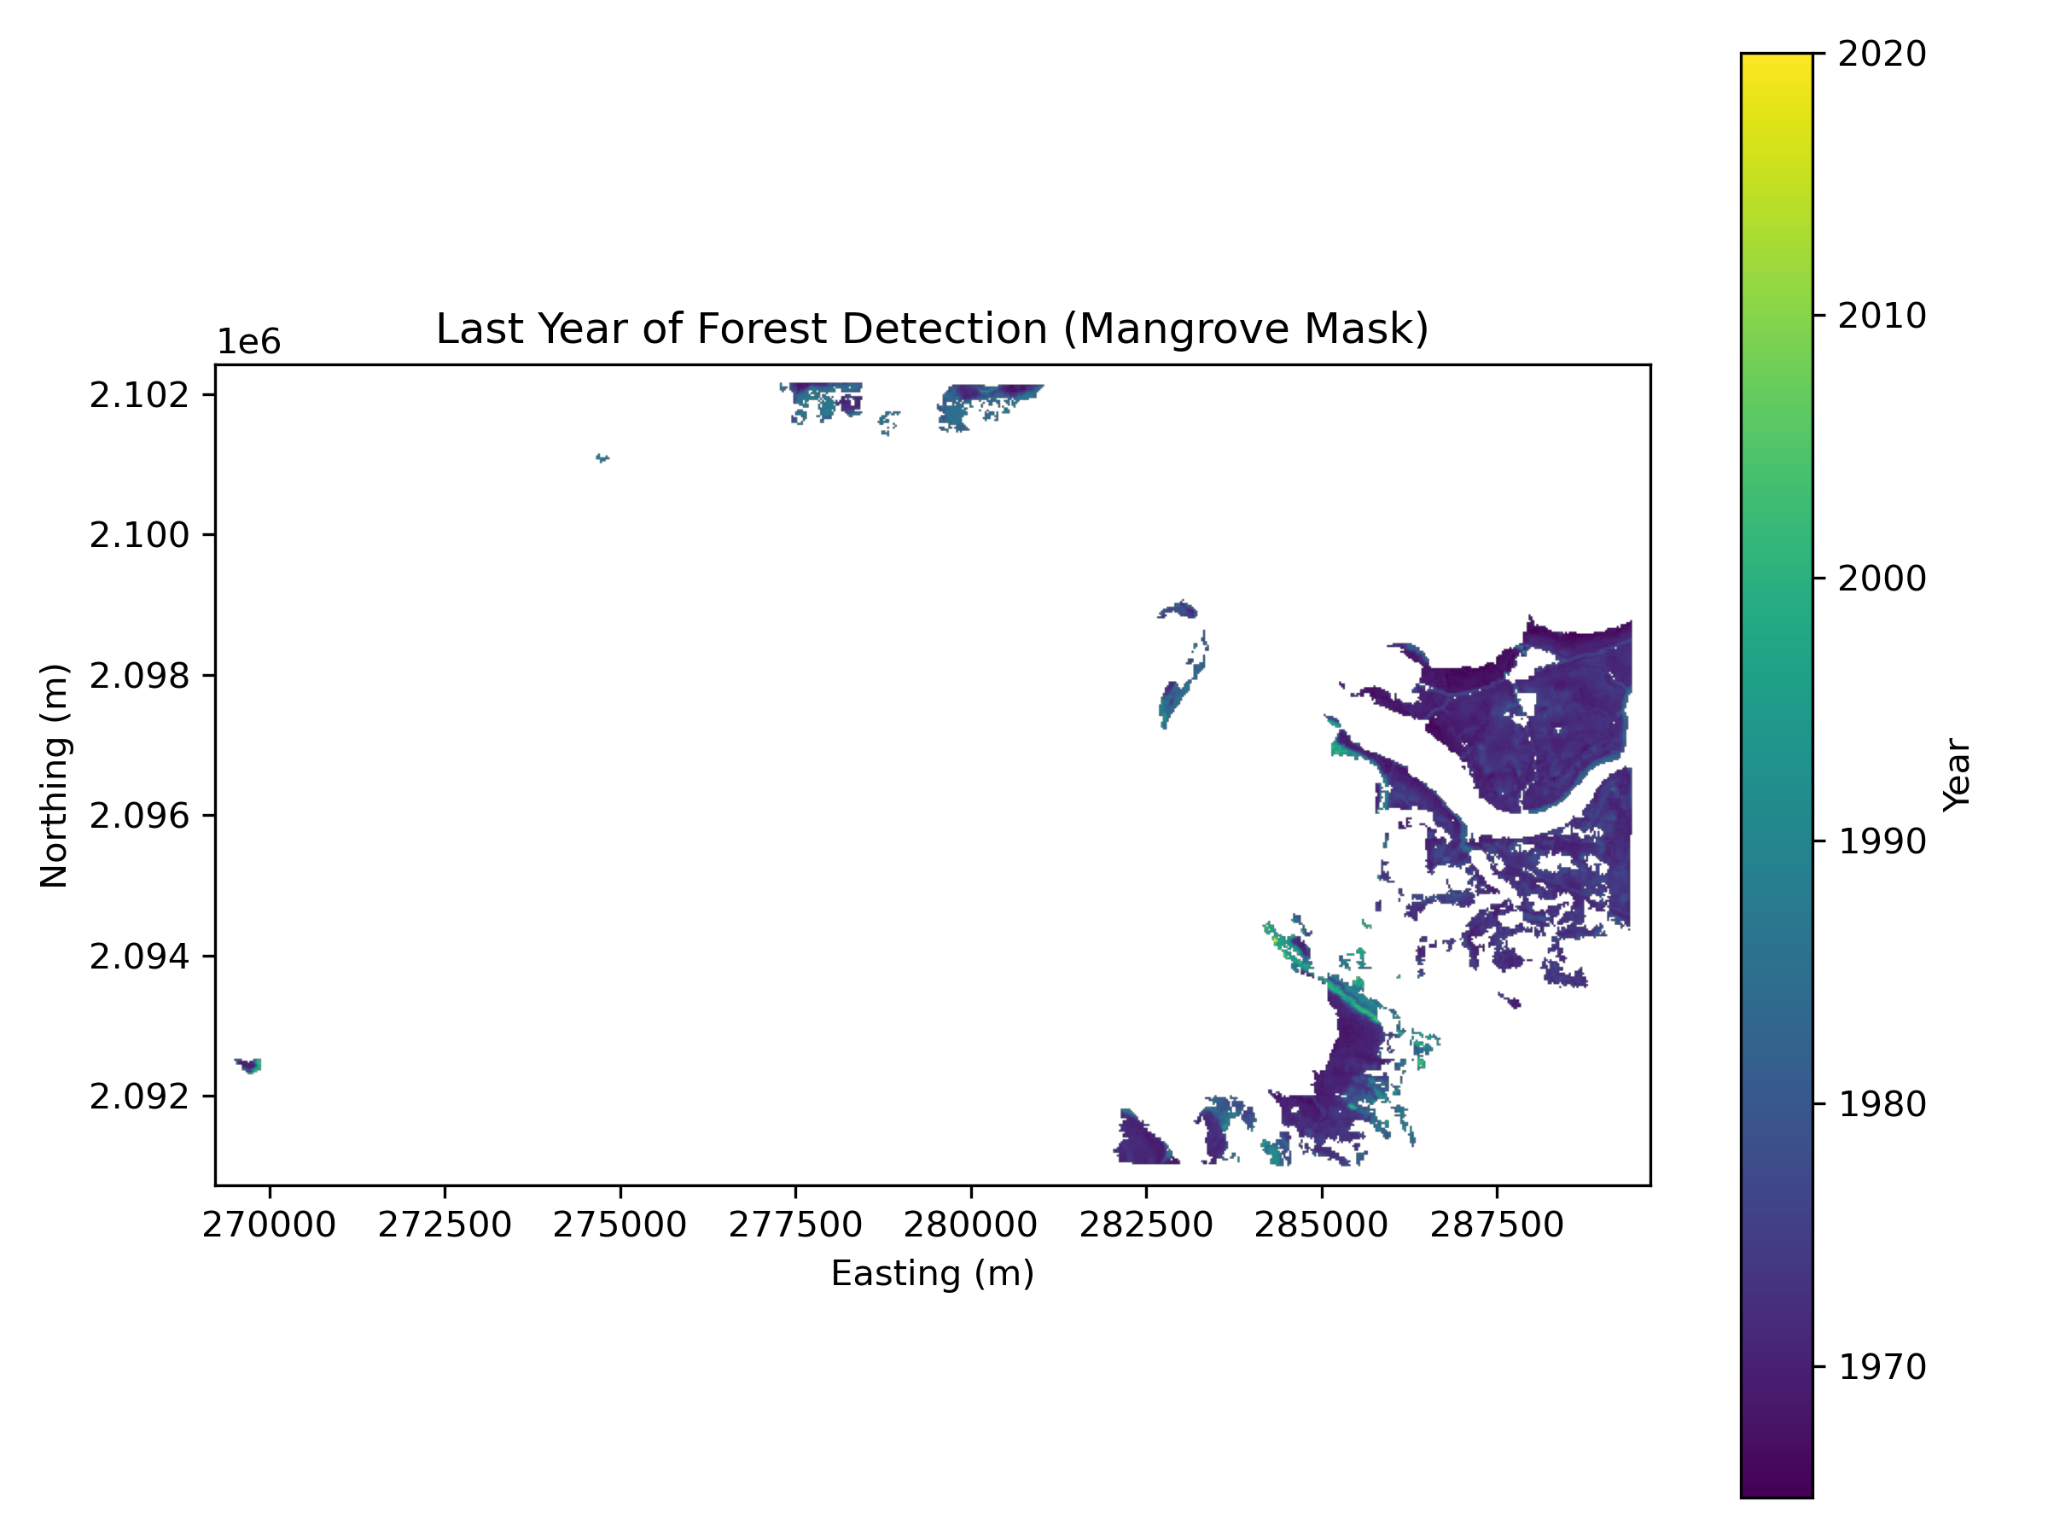 Last Year of Forest Detection (Mangrove Mask)
1e6
2.102
2.100
2.098
2.096
2.094
2.092
Northing (m)
270000 272500 275000 277500 280000 282500 285000 287500
Easting (m)
2020
2010
2000
1990
1980
1970
Year